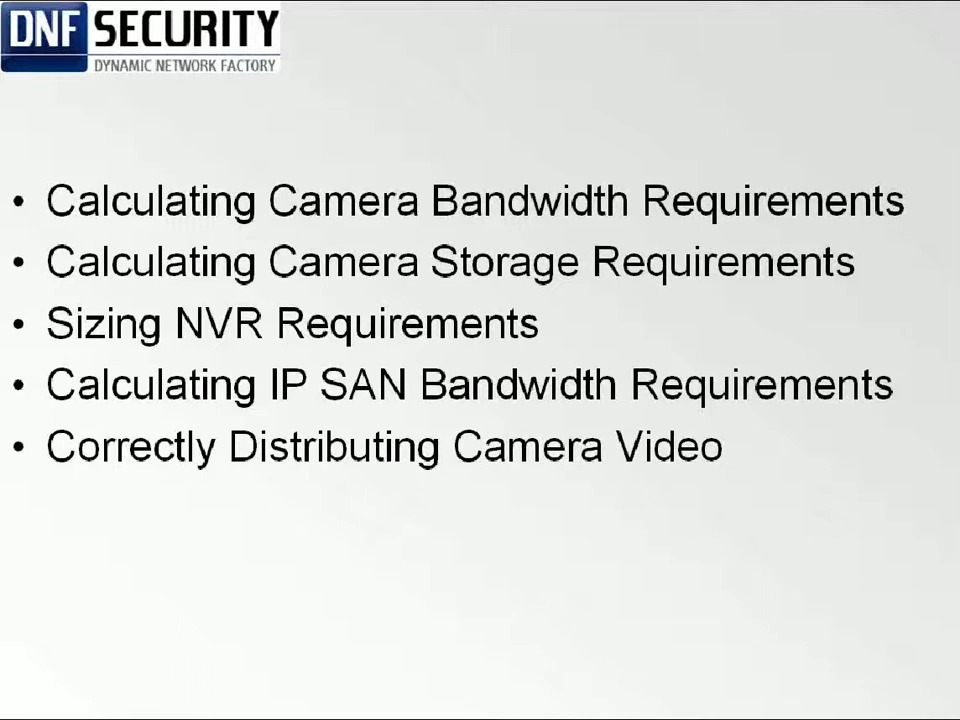 DNF SECURITY
DYNAMIC NETWORK FACTORY
• Calculating Camera Bandwidth Requirements
• Calculating Camera Storage Requirements
• Sizing NVR Requirements
• Calculating IP SAN Bandwidth Requirements
• Correctly Distributing Camera Video